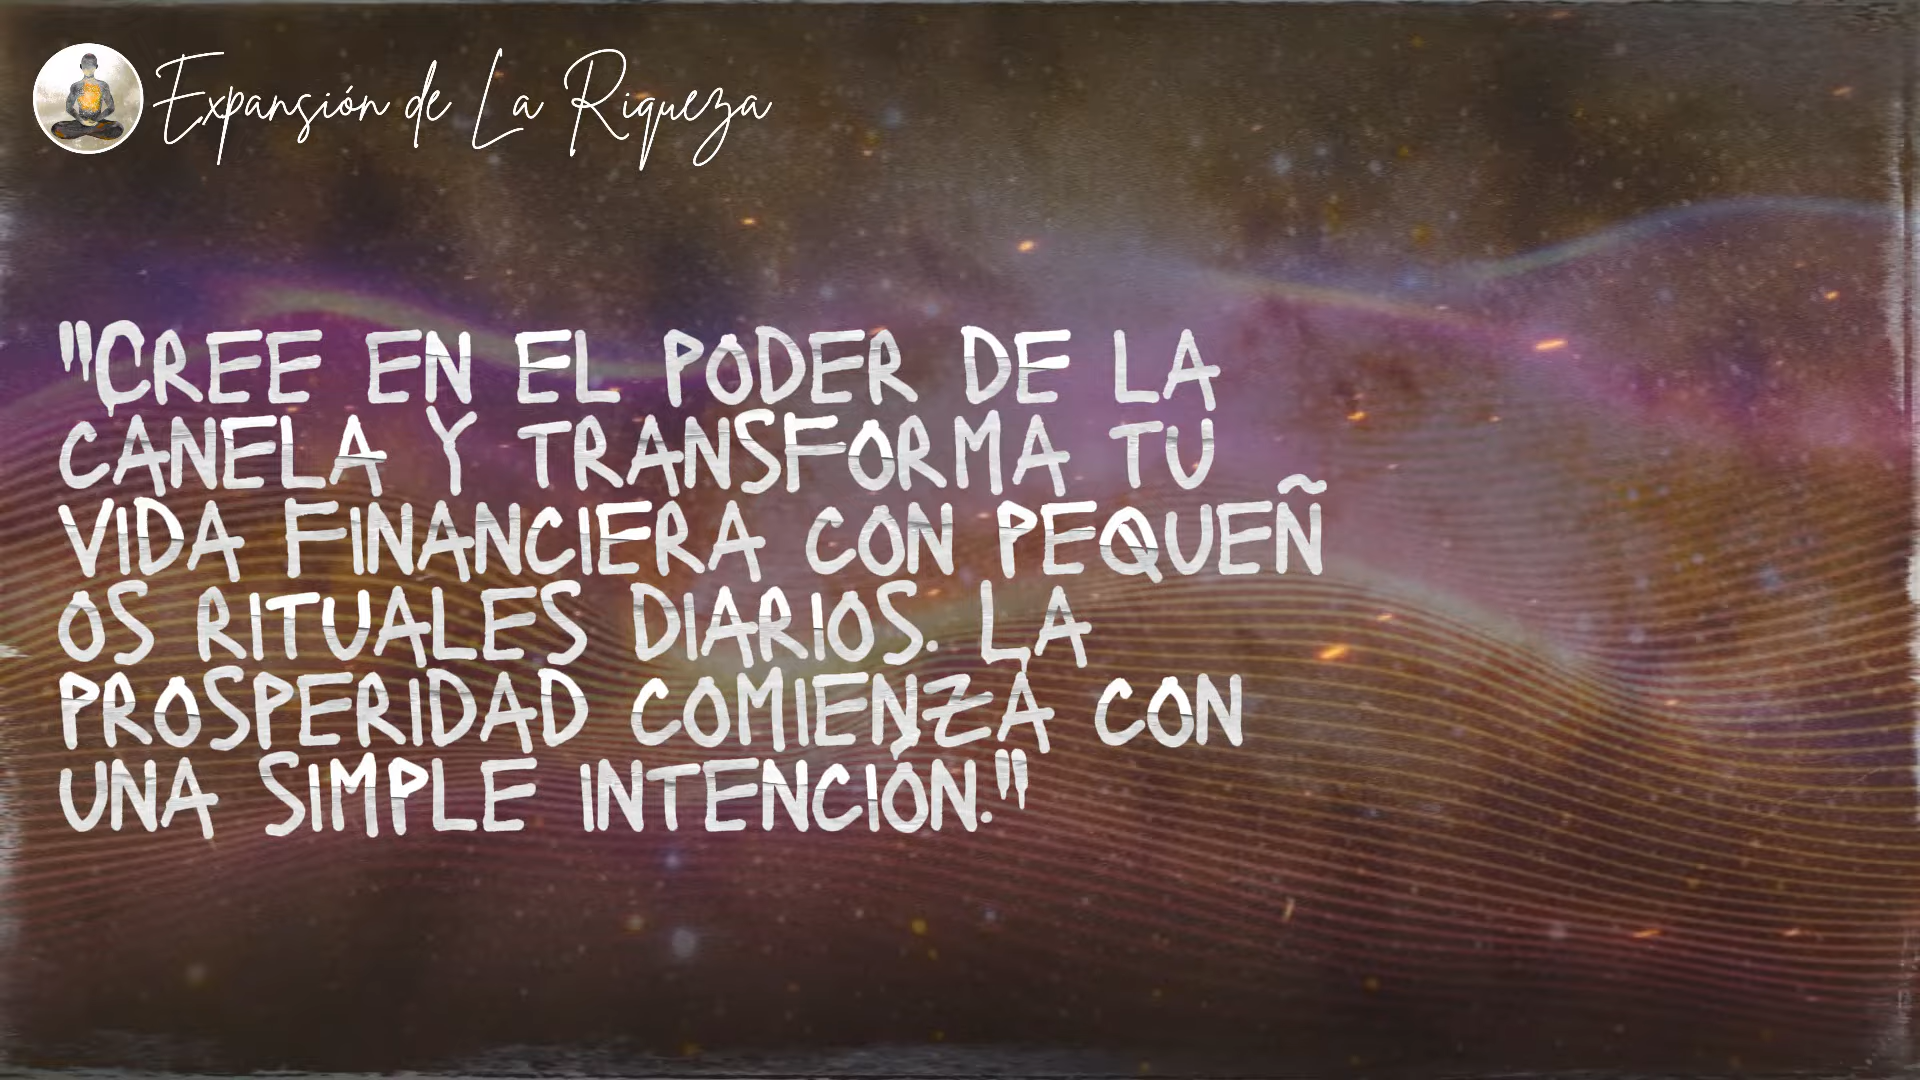 Expansión de La Riqueza
"CREE EN EL PODER DE LA
CANELA Y TRANSFORMA TU
VIDA FINANCIERA CON PEQUEÑ
OS RITUALES DIARIOS. LA
PROSPERIDAD COMIENZA CON
UNA SIMPLE INTENCIÓN."